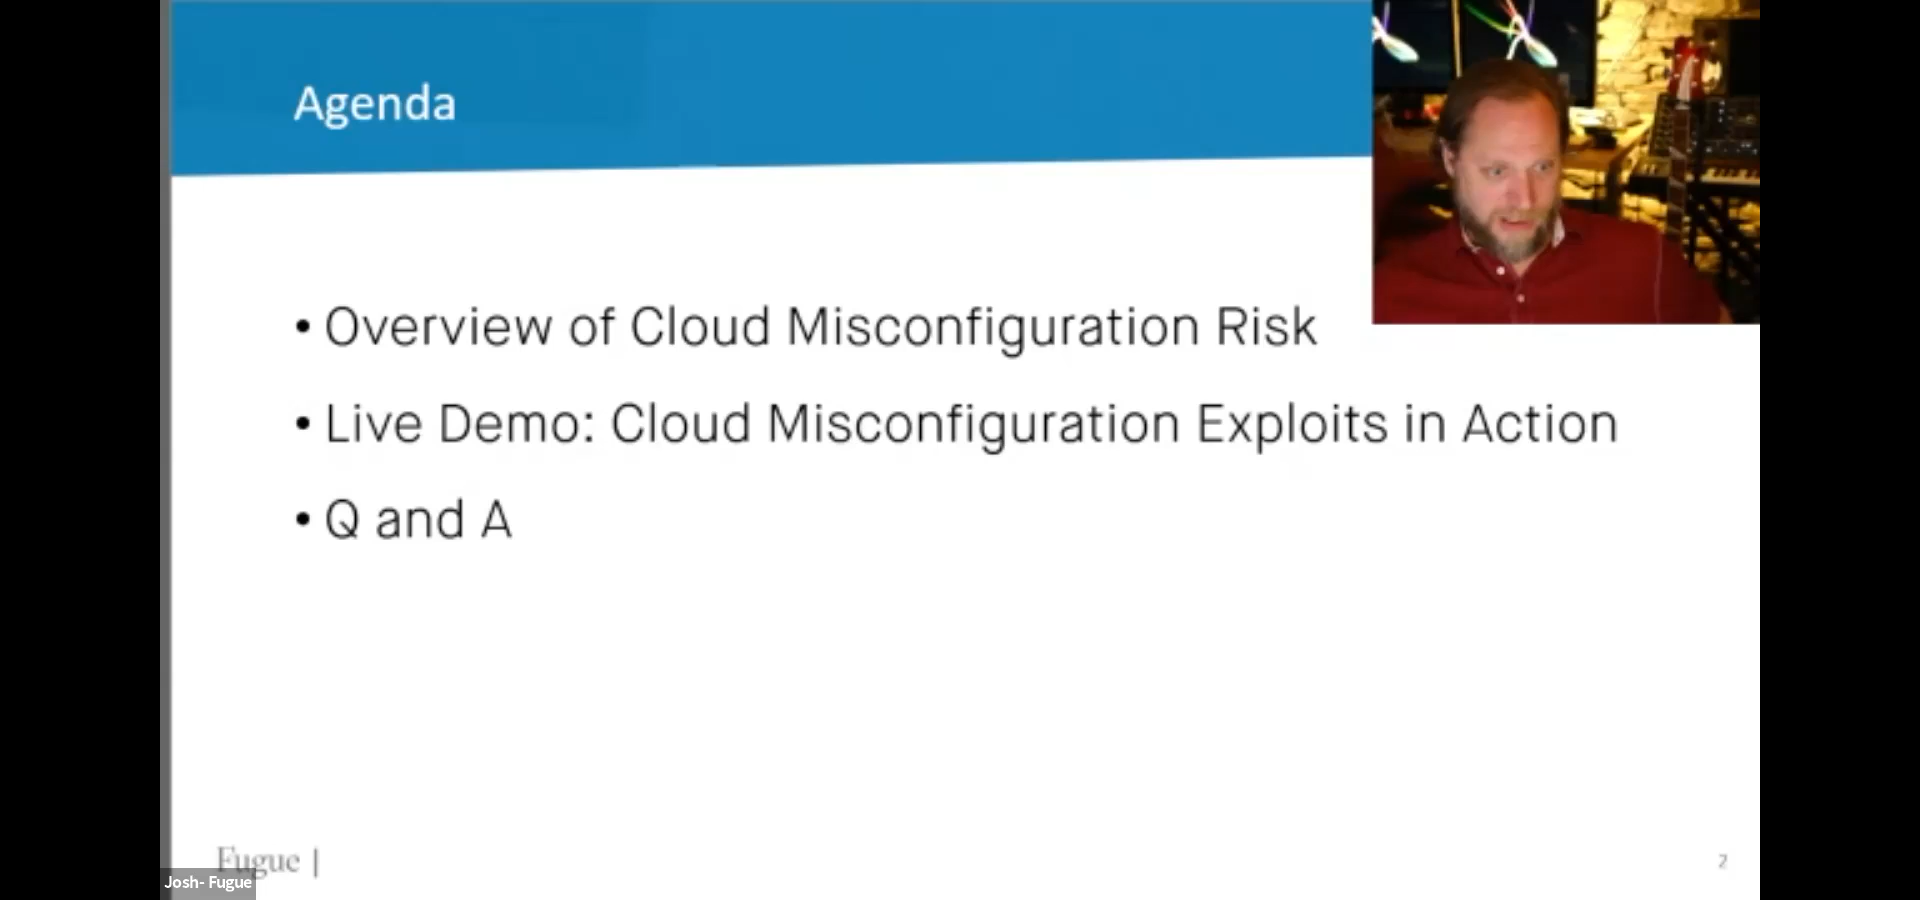 Agenda
• Overview of Cloud Misconfiguration Risk
• Live Demo: Cloud Misconfiguration Exploits in Action
• Q and A
Fugue |
2
Josh- Fugue